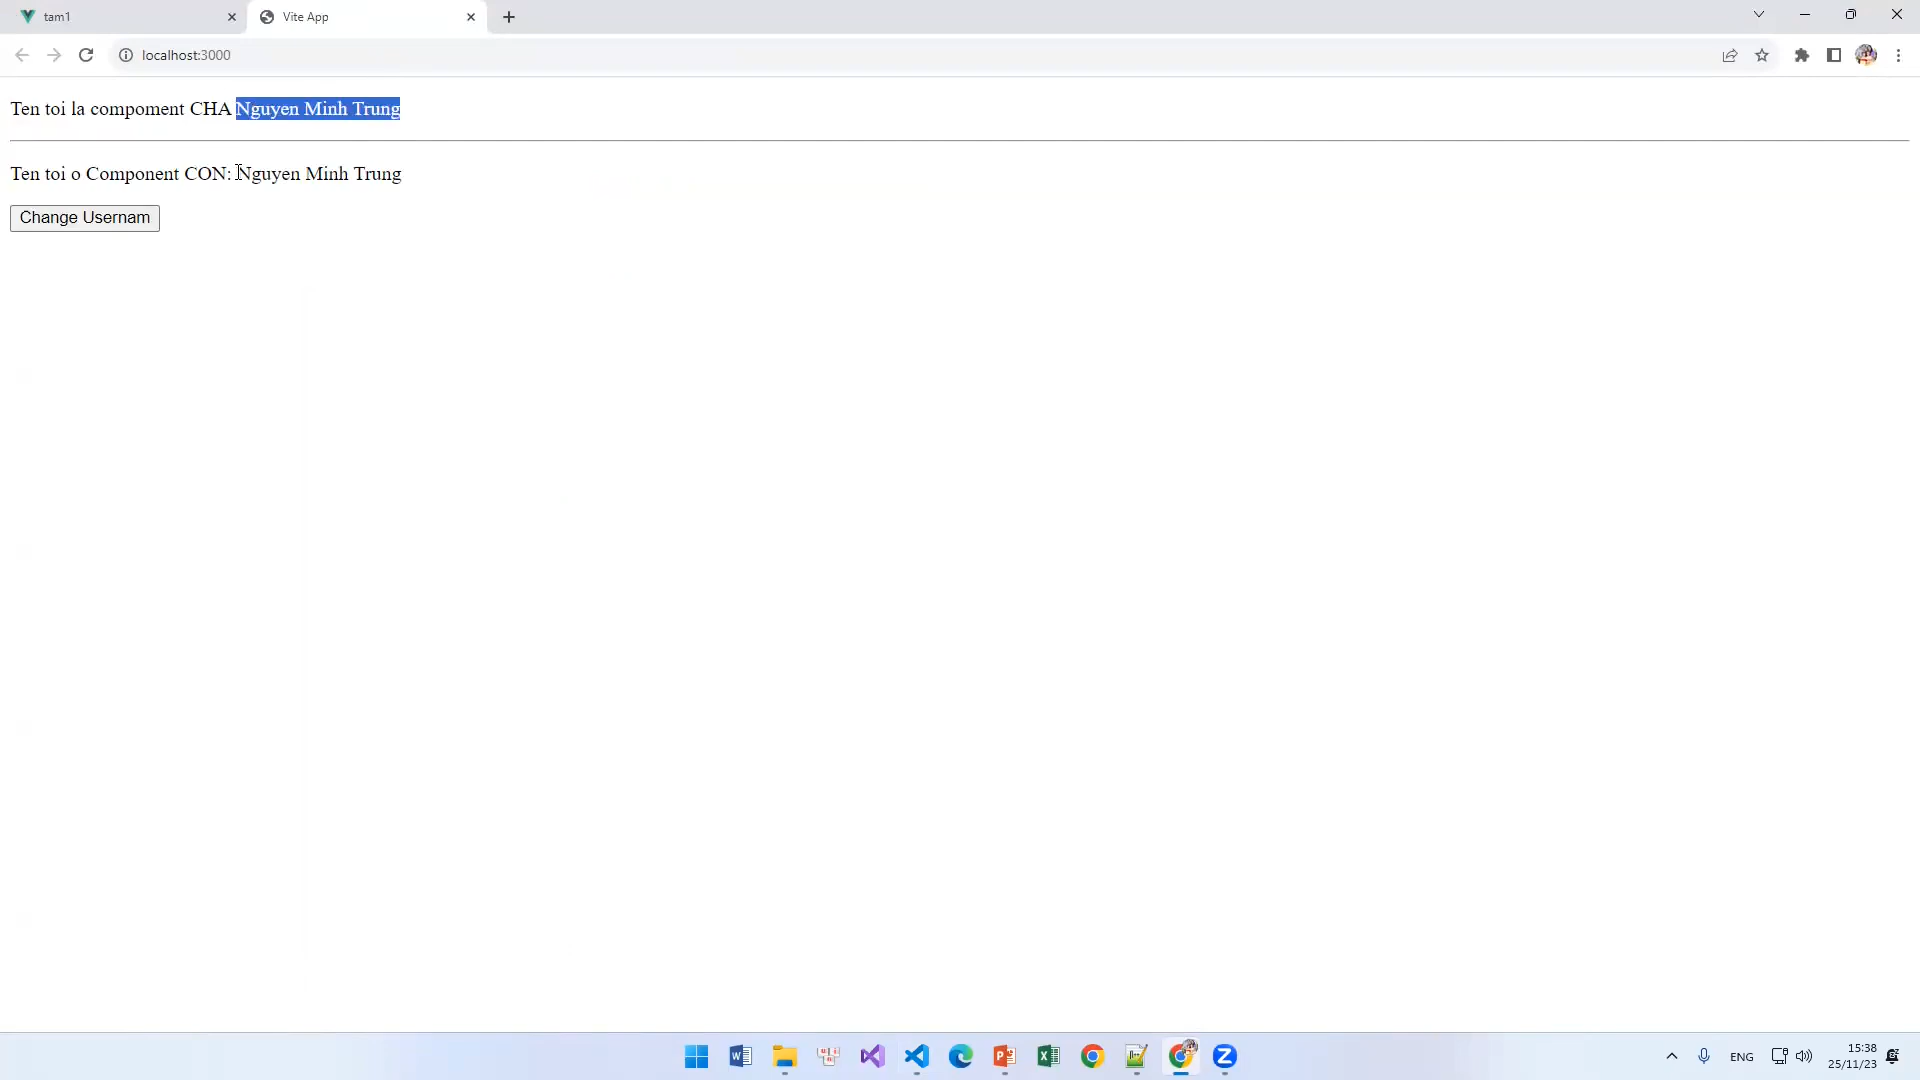 tam1
Vite App
localhost:3000
Ten toi la compoment CHA Nguyen Minh Trung
Ten toi o Component CON: Nguyen Minh Trung
Change Usernam
ENG
15:38
25/11/23